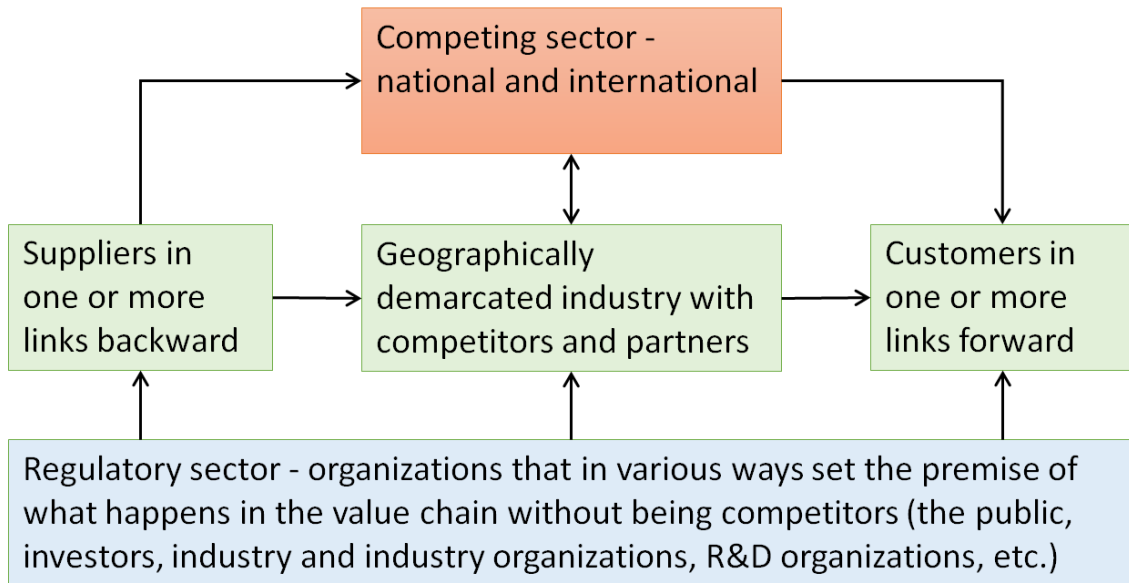 Competing sector -
national and international
Suppliers in
one or more
links backward
Geographically
demarcated industry with
competitors and partners
Customers in
one or more
links forward
Regulatory sector - organizations that in various ways set the premise of
what happens in the value chain without being competitors (the public,
investors, industry and industry organizations, R&D organizations, etc.)